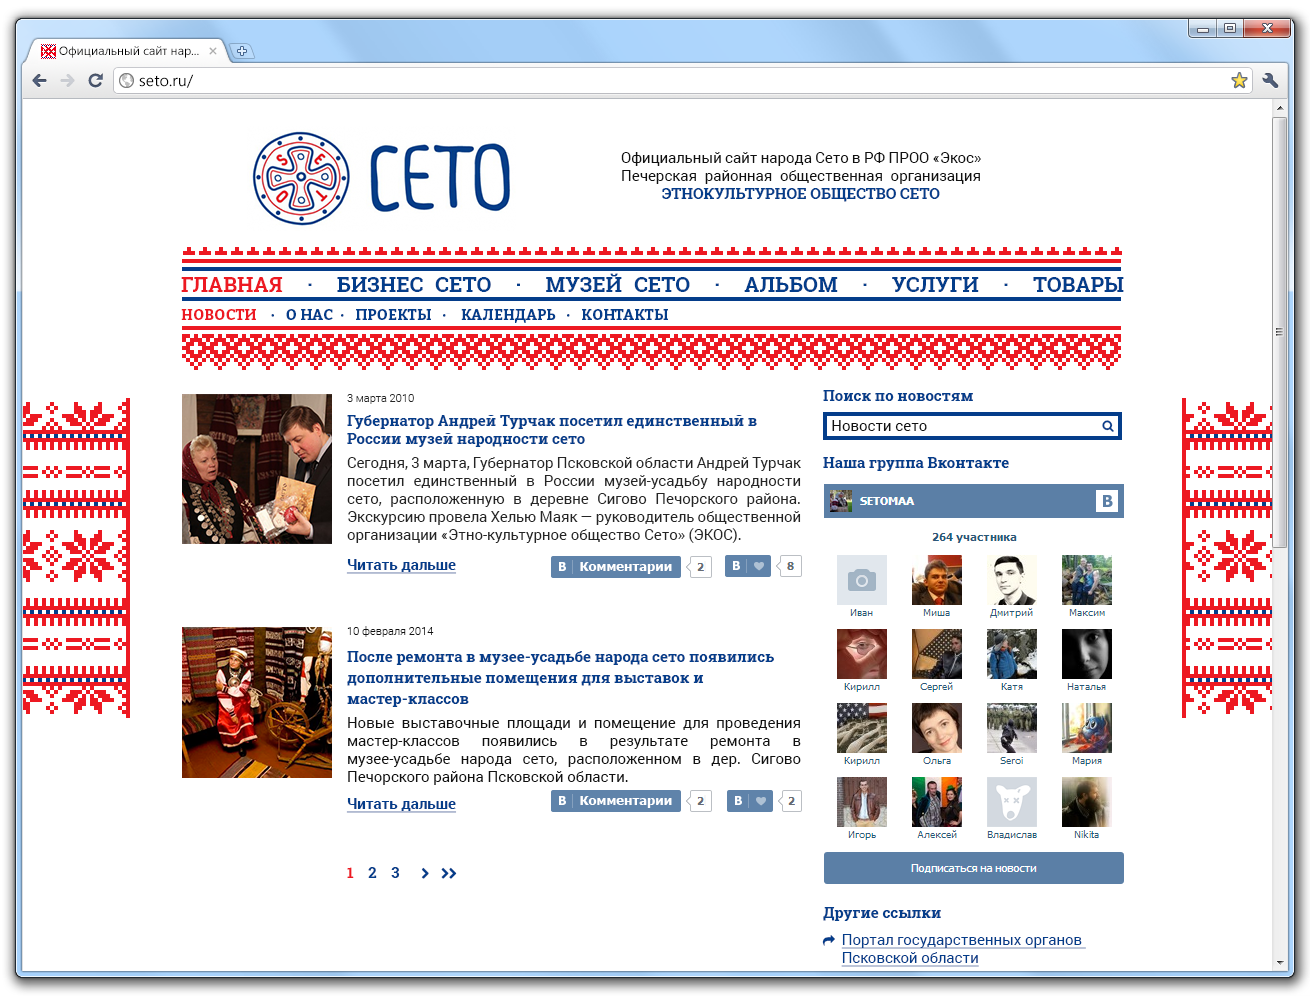 Официальный сайт нар...
seto.ru/
SETO
СЕТО
Официальный сайт народа Сето в РФ ПРОО «Экос»
Печерская районная общественная организация
ЭТНОКУЛЬТУРНОЕ ОБЩЕСТВО СЕТО
ГЛАВНАЯ · БИЗНЕС СЕТО · МУЗЕЙ СЕТО · АЛЬБОМ · УСЛУГИ · ТОВАРЫ
НОВОСТИ · О НАС · ПРОЕКТЫ · КАЛЕНДАРЬ · КОНТАКТЫ
3 марта 2010
Губернатор Андрей Турчак посетил единственный в
России музей народности сето
Сегодня, 3 марта, Губернатор Псковской области Андрей Турчак
посетил единственный в России музей-усадьбу народности
сето, расположенную в деревне Сигово Печорского района.
Экскурсию провела Хелью Маяк — руководитель общественной
организации «Этно-культурное общество Сето» (ЭКОС).
Читать дальше
В Комментарии 2 В 8
10 февраля 2014
После ремонта в музее-усадьбе народа сето появились
дополнительные помещения для выставок и
мастер-классов
Новые выставочные площади и помещение для проведения
мастер-классов появились в результате ремонта в
музее-усадьбе народа сето, расположенном в дер. Сигово
Печорского района Псковской области.
Читать дальше
В Комментарии 2 В 2
1 2 3 › ››
Поиск по новостям
Новости сето
Наша группа Вконтакте
SETOMAA В
264 участника
Иван Миша Дмитрий Максим
Кирилл Сергей Катя Наталья
Кирилл Ольга Seroi Мария
Игорь Алексей Владислав Nikita
Подписаться на новости
Другие ссылки
Портал государственных органов
Псковской области